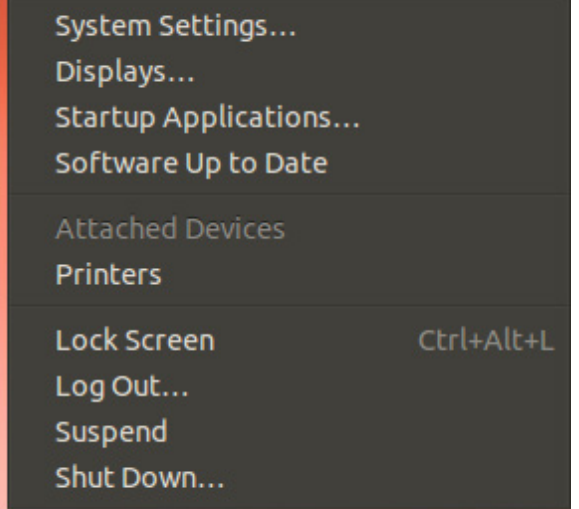 System Settings…
Displays…
Startup Applications…
Software Up to Date
Attached Devices
Printers
Lock Screen Ctrl+Alt+L
Log Out…
Suspend
Shut Down…